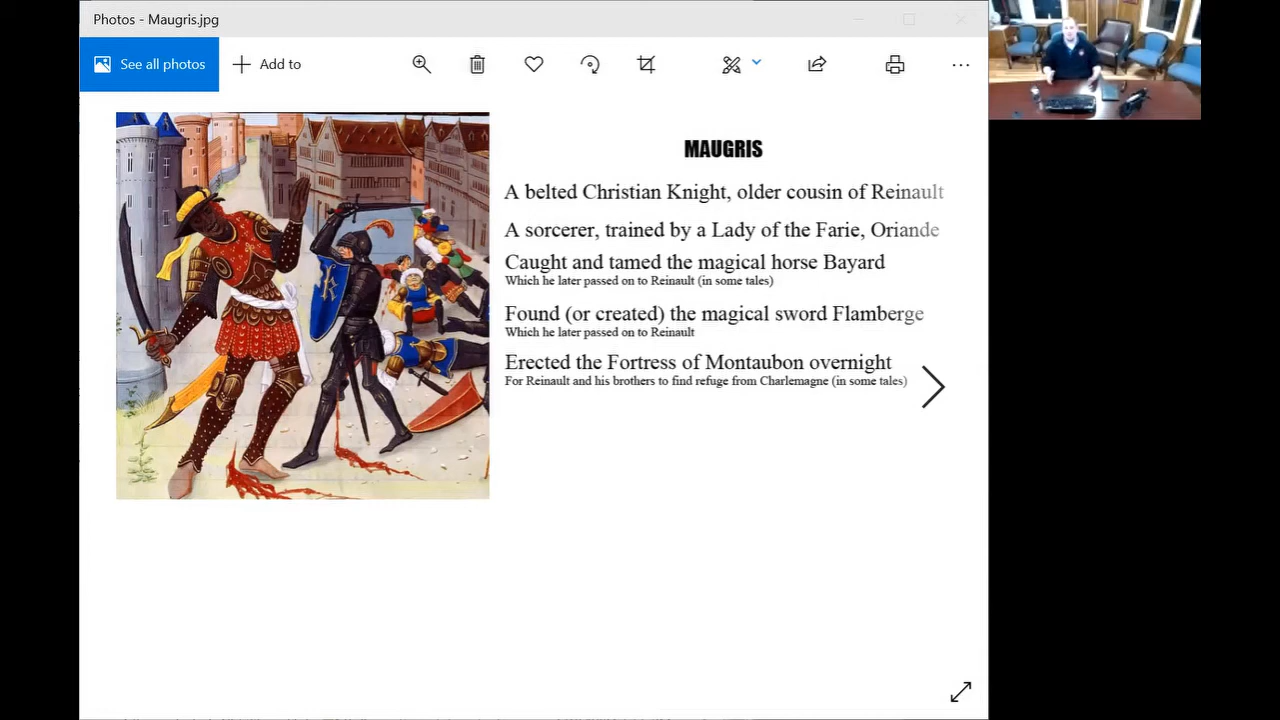 Photos - Maugris.jpg
See all photos
Add to
MAUGRIS
A belted Christian Knight, older cousin of Reinault
A sorcerer, trained by a Lady of the Farie, Oriande
Caught and tamed the magical horse Bayard
Which he later passed on to Reinault (in some tales)
Found (or created) the magical sword Flamberge
Which he later passed on to Reinault
Erected the Fortress of Montaubon overnight
For Reinault and his brothers to find refuge from Charlemagne (in some tales)